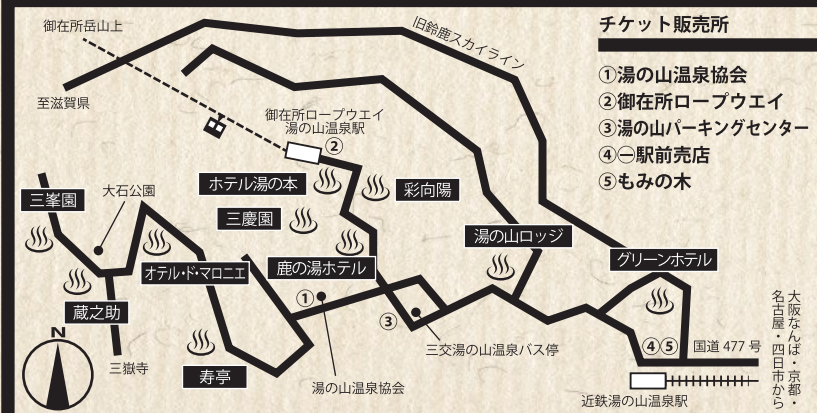 御在所岳山上
旧鈴鹿スカイライン
チケット販売所
①湯の山温泉協会
②御在所ロープウエイ
③湯の山パーキングセンター
④㊀駅前売店
⑤もみの木
至滋賀県
御在所ロープウエイ
湯の山温泉駅
②
ホテル湯の本
彩向陽
三峯園
大石公園
三慶園
湯の山ロッジ
グリーンホテル
オテル・ド・マロニエ
鹿の湯ホテル
蔵之助
①
③
④⑤
国道 477 号
大阪なんば・京都・
名古屋・四日市から
N
三嶽寺
寿亭
三交湯の山温泉バス停
湯の山温泉協会
近鉄湯の山温泉駅